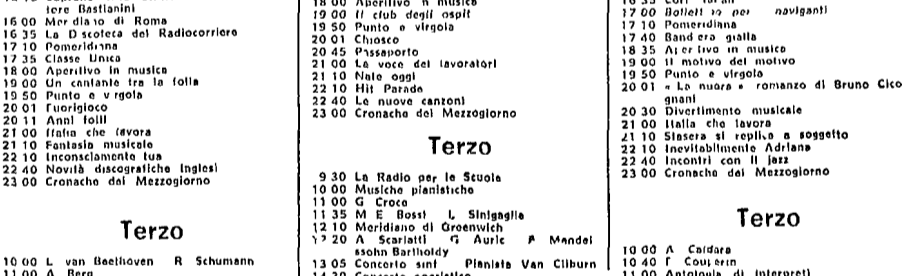 tere Bastianini
16 00 Meridiano di Roma
16 35 La Discoteca del Radiocorriere
17 10 Pomeridiana
17 35 Classe Unica
18 00 Aperitivo in musica
19 00 Un cantante tra la folla
19 50 Punto e virgola
20 01 Fuorigioco
20 11 Anni folli
21 00 Italia che lavora
21 10 Fantasia musicale
22 10 Inconsciamente tua
22 40 Novità discografiche Inglesi
23 00 Cronache del Mezzogiorno
Terzo
10 00 L van Beethoven R Schumann
11 00 A Berg
18 00 Aperitivo in musica
19 00 Il club degli ospiti
19 50 Punto e virgola
20 01 Chiosco
20 45 Passaporto
21 00 La voce dei lavoratori
21 10 Nate oggi
22 10 Hit Parade
22 40 Le nuove canzoni
23 00 Cronache del Mezzogiorno
Terzo
9 30 La Radio per le Scuole
10 00 Musiche pianistiche
11 00 G Croce
11 35 M E Bossi L Sinigaglia
12 10 Meridiano di Greenwich
12 20 A Scarlatti G Auric F Mendel
ssohn Bartholdy
13 05 Concerto sint Pianista Van Cliburn
17 00 Bollett per naviganti
17 10 Pomeridiana
17 40 Bandiera gialla
18 35 Aperitivo in musica
19 00 Il motivo del motivo
19 50 Punto e virgola
20 01 « La nuora » romanzo di Bruno Cico
gnani
20 30 Divertimento musicale
21 00 Italia che lavora
21 10 Stasera si replica a soggetto
22 10 Inevitabilmente Adriana
22 40 Incontri con il jazz
23 00 Cronache del Mezzogiorno
Terzo
10 00 A Caldara
10 40 F Couperin
11 00 Antologia di interpreti